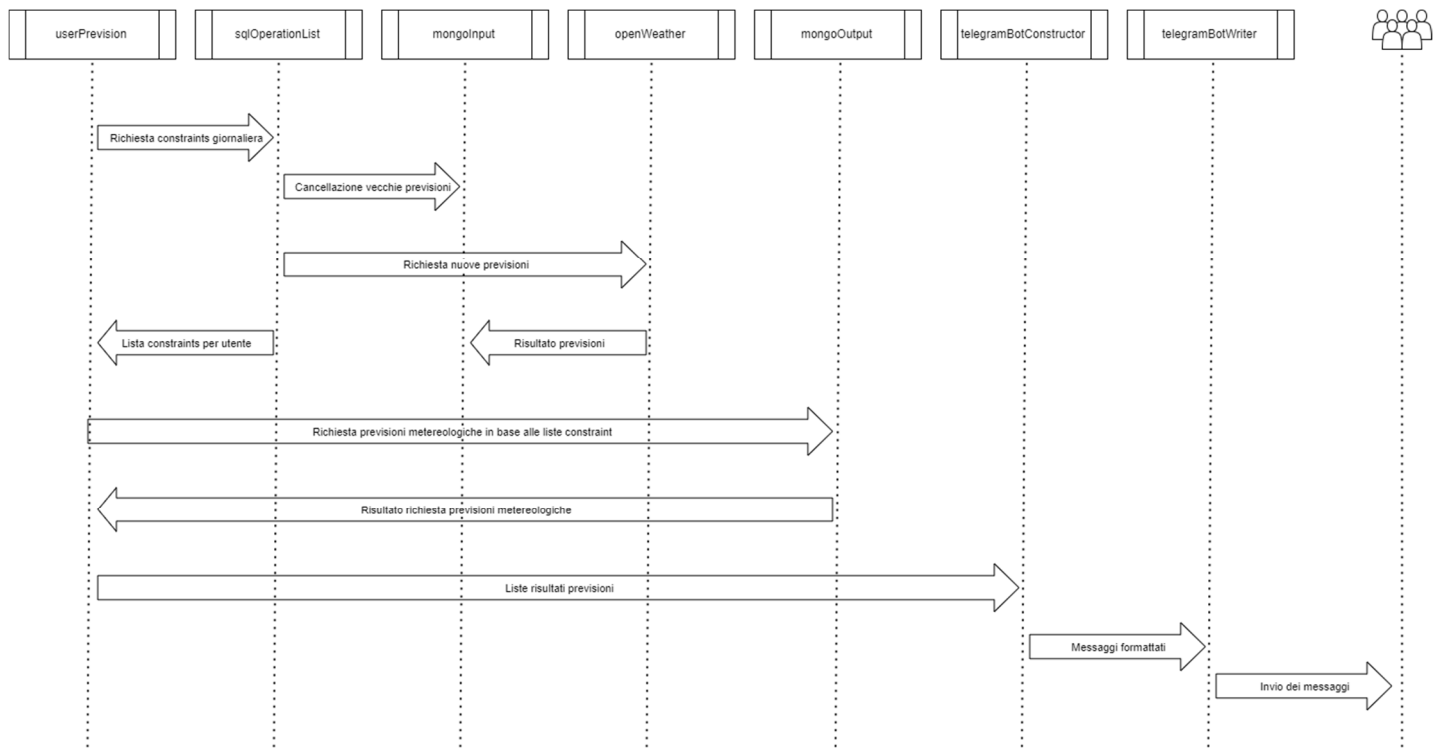 userPrevision
sqlOperationList
mongoInput
openWeather
mongoOutput
telegramBotConstructor
telegramBotWriter
Richiesta constraints giornaliera
Cancellazione vecchie previsioni
Richiesta nuove previsioni
Lista constraints per utente
Risultato previsioni
Richiesta previsioni metereologiche in base alle liste constraint
Risultato richiesta previsioni metereologiche
Liste risultati previsioni
Messaggi formattati
Invio dei messaggi